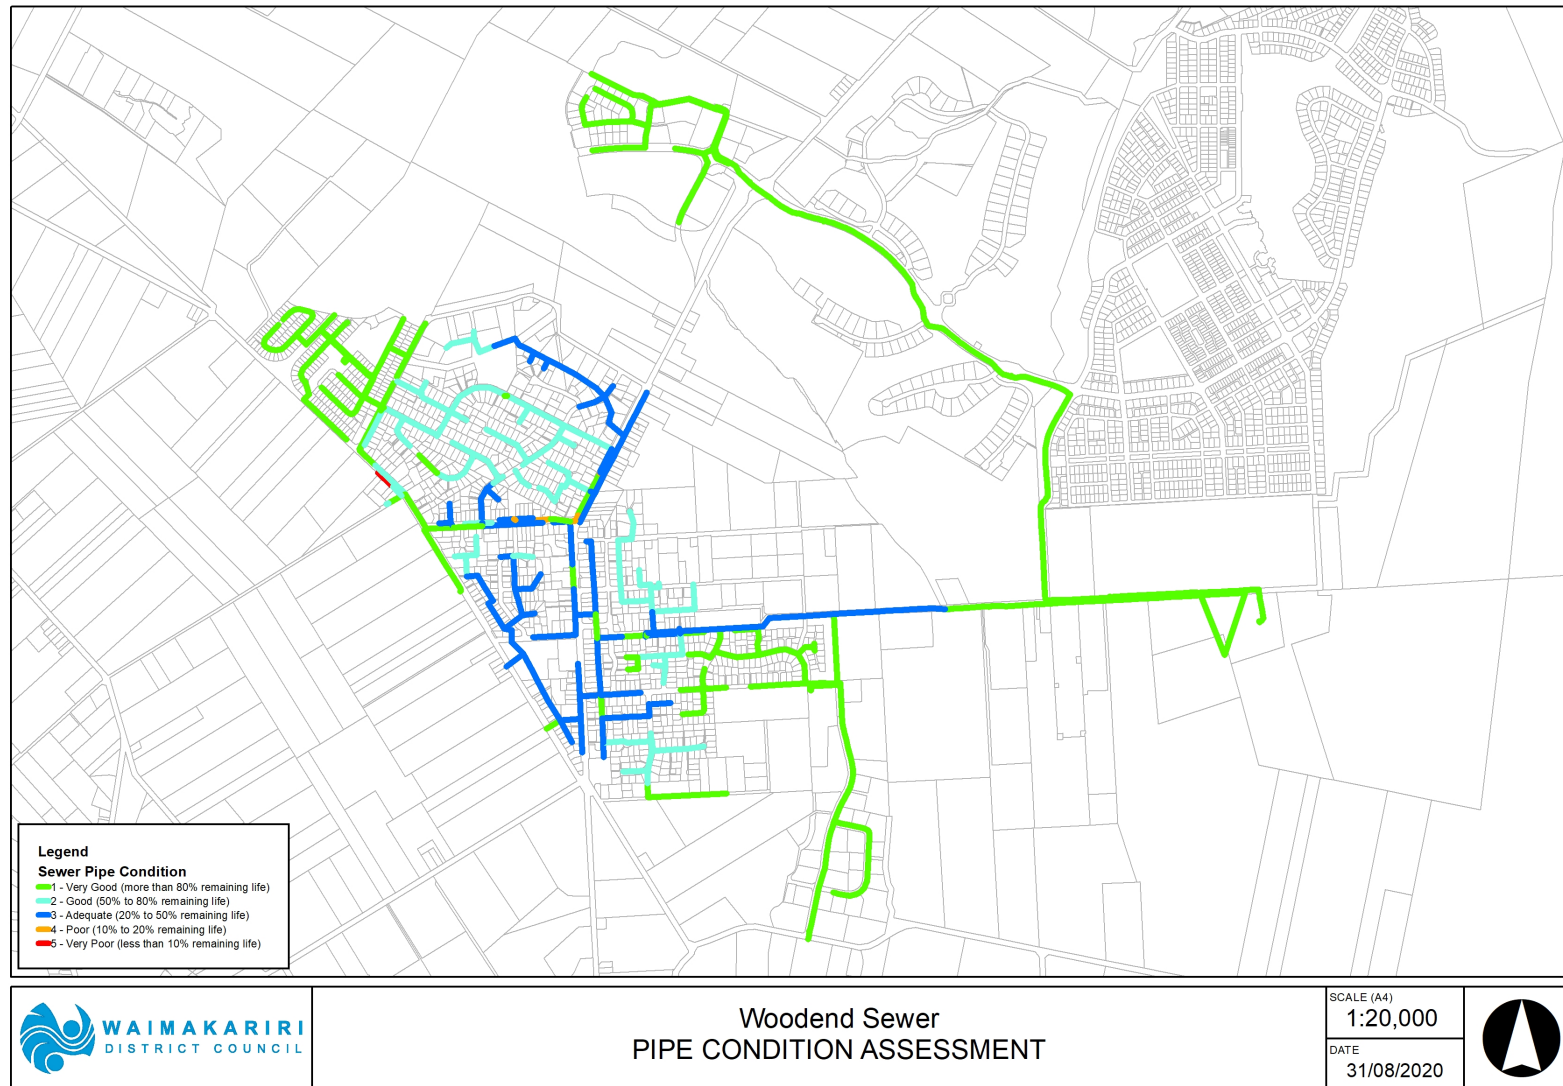 Legend
Sewer Pipe Condition
1 - Very Good (more than 80% remaining life)
2 - Good (50% to 80% remaining life)
3 - Adequate (20% to 50% remaining life)
4 - Poor (10% to 20% remaining life)
5 - Very Poor (less than 10% remaining life)
WAIMAKARIRI
DISTRICT COUNCIL
Woodend Sewer
PIPE CONDITION ASSESSMENT
SCALE (A4)
1:20,000
DATE
31/08/2020